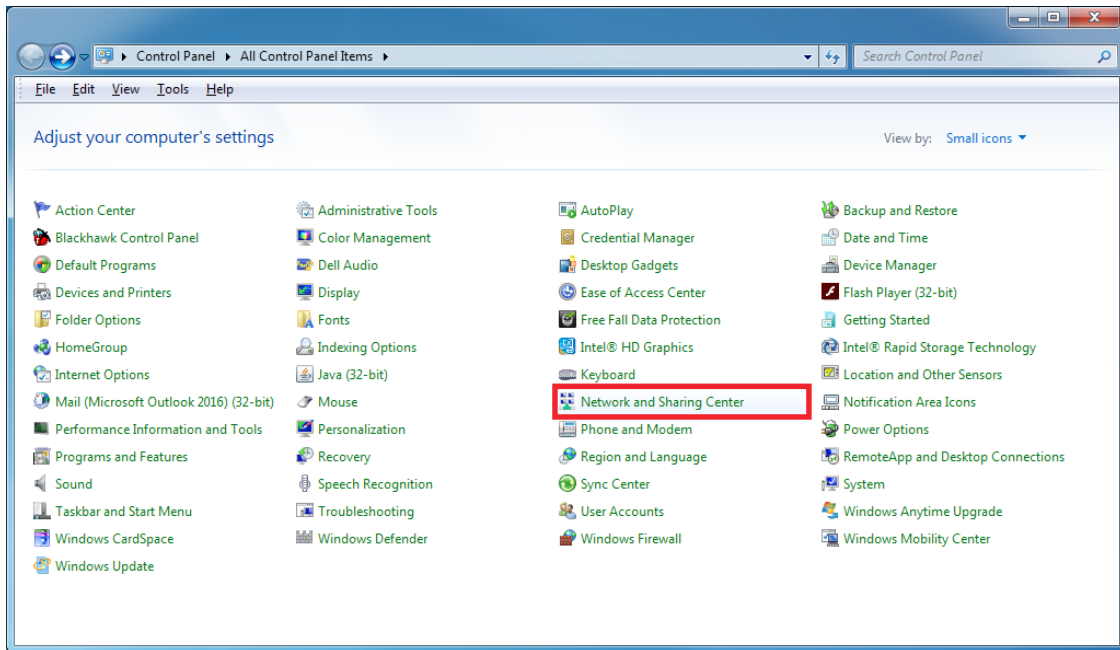 Control Panel All Control Panel Items Search Control Panel
File Edit View Tools Help
Adjust your computer's settings View by: Small icons
Action Center Administrative Tools AutoPlay Backup and Restore
Blackhawk Control Panel Color Management Credential Manager Date and Time
Default Programs Dell Audio Desktop Gadgets Device Manager
Devices and Printers Display Ease of Access Center Flash Player (32-bit)
Folder Options Fonts Free Fall Data Protection Getting Started
HomeGroup Indexing Options Intel® HD Graphics Intel® Rapid Storage Technology
Internet Options Java (32-bit) Keyboard Location and Other Sensors
Mail (Microsoft Outlook 2016) (32-bit) Mouse Network and Sharing Center Notification Area Icons
Performance Information and Tools Personalization Phone and Modem Power Options
Programs and Features Recovery Region and Language RemoteApp and Desktop Connections
Sound Speech Recognition Sync Center System
Taskbar and Start Menu Troubleshooting User Accounts Windows Anytime Upgrade
Windows CardSpace Windows Defender Windows Firewall Windows Mobility Center
Windows Update